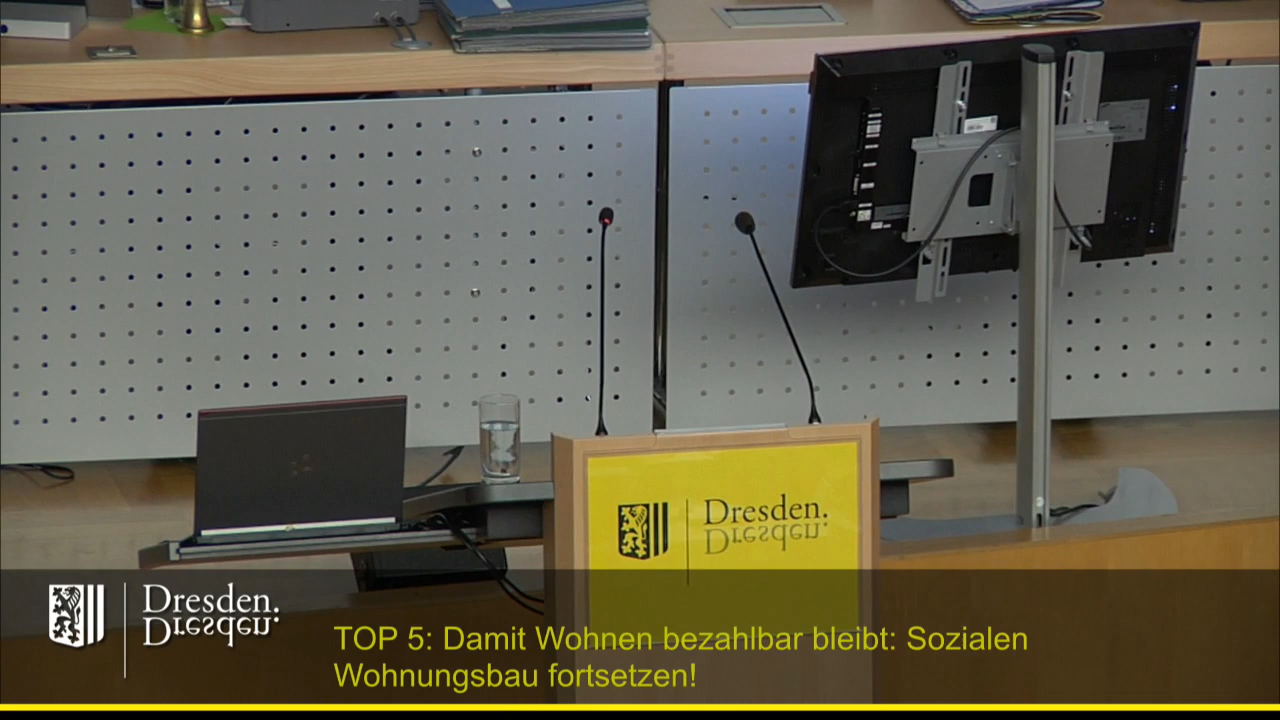 Dresden.
Dresden.
Dresden.
Dresden.
TOP 5: Damit Wohnen bezahlbar bleibt: Sozialen
Wohnungsbau fortsetzen!